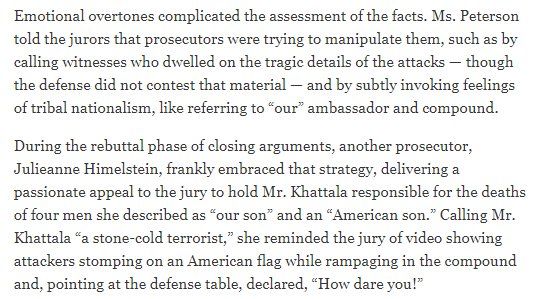 Emotional overtones complicated the assessment of the facts. Ms. Peterson
told the jurors that prosecutors were trying to manipulate them, such as by
calling witnesses who dwelled on the tragic details of the attacks — though
the defense did not contest that material — and by subtly invoking feelings
of tribal nationalism, like referring to “our” ambassador and compound.
During the rebuttal phase of closing arguments, another prosecutor,
Julieanne Himelstein, frankly embraced that strategy, delivering a
passionate appeal to the jury to hold Mr. Khattala responsible for the deaths
of four men she described as “our son” and an “American son.” Calling Mr.
Khattala “a stone-cold terrorist,” she reminded the jury of video showing
attackers stomping on an American flag while rampaging in the compound
and, pointing at the defense table, declared, “How dare you!”